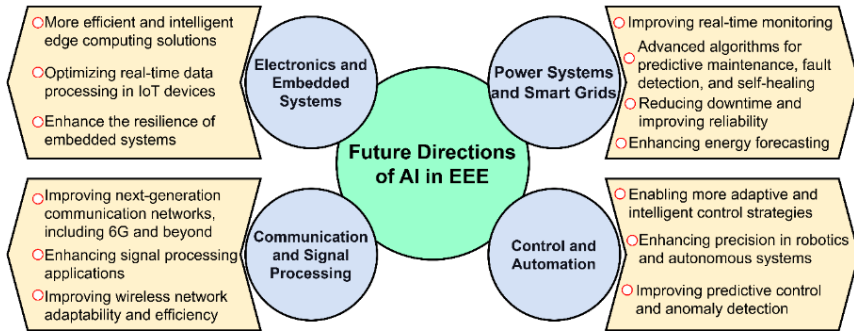 More efficient and intelligent
edge computing solutions
Optimizing real-time data
processing in IoT devices
Enhance the resilience of
embedded systems
Electronics and
Embedded
Systems
Power Systems
and Smart Grids
Improving real-time monitoring
Advanced algorithms for
predictive maintenance, fault
detection, and self-healing
Reducing downtime and
improving reliability
Enhancing energy forecasting
Future Directions
of AI in EEE
Improving next-generation
communication networks,
including 6G and beyond
Enhancing signal processing
applications
Improving wireless network
adaptability and efficiency
Communication
and Signal
Processing
Control and
Automation
Enabling more adaptive and
intelligent control strategies
Enhancing precision in robotics
and autonomous systems
Improving predictive control
and anomaly detection